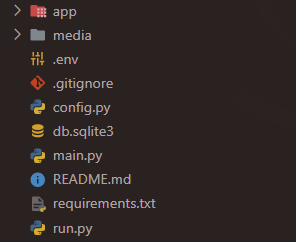 app
media
.env
.gitignore
config.py
db.sqlite3
main.py
README.md
requirements.txt
run.py